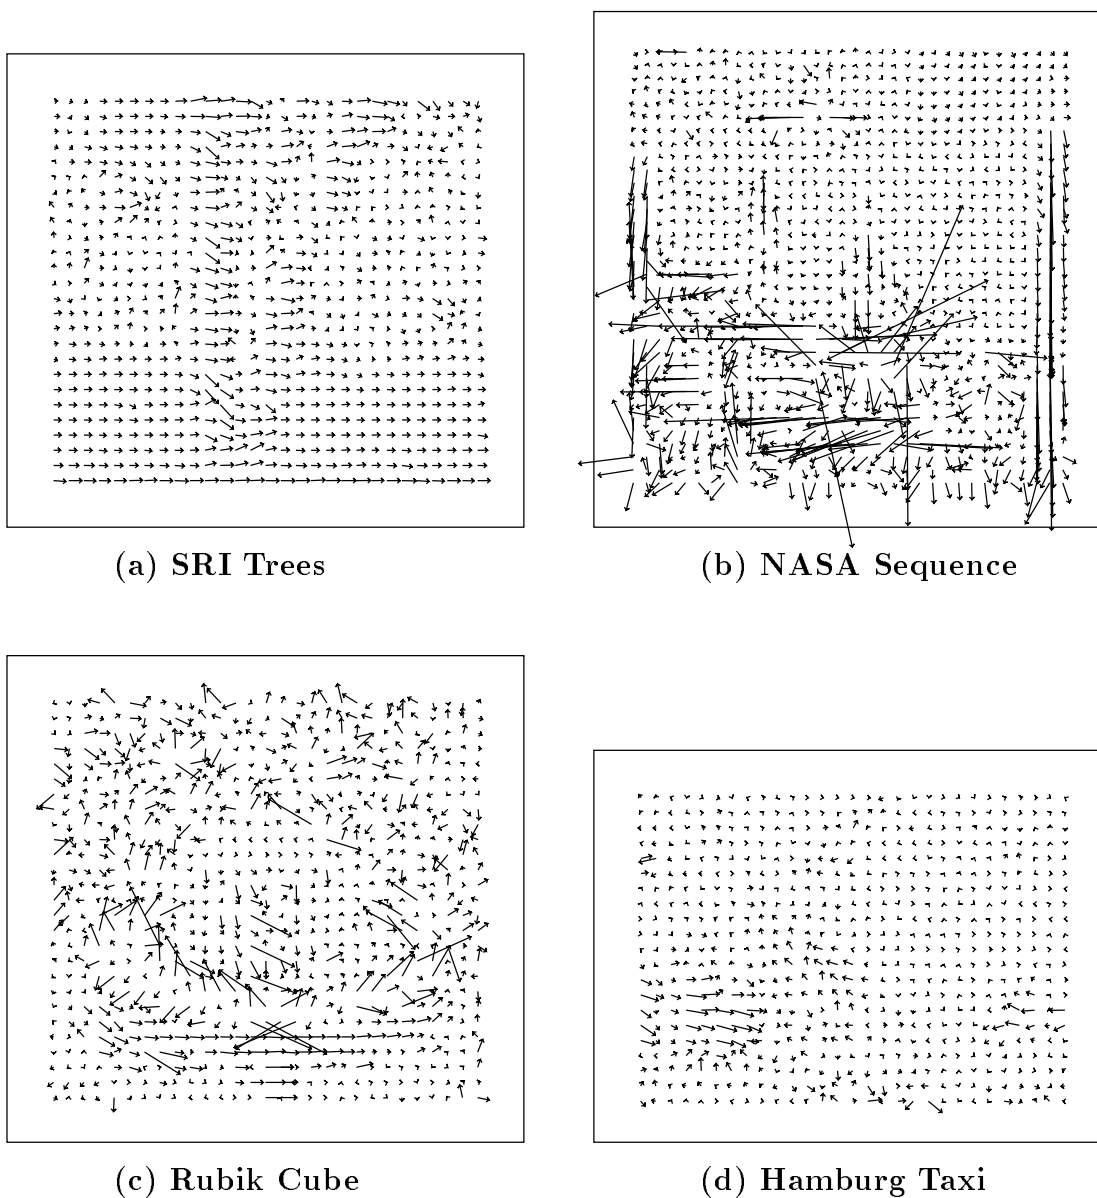 (a) SRI Trees
(b) NASA Sequence
(c) Rubik Cube
(d) Hamburg Taxi